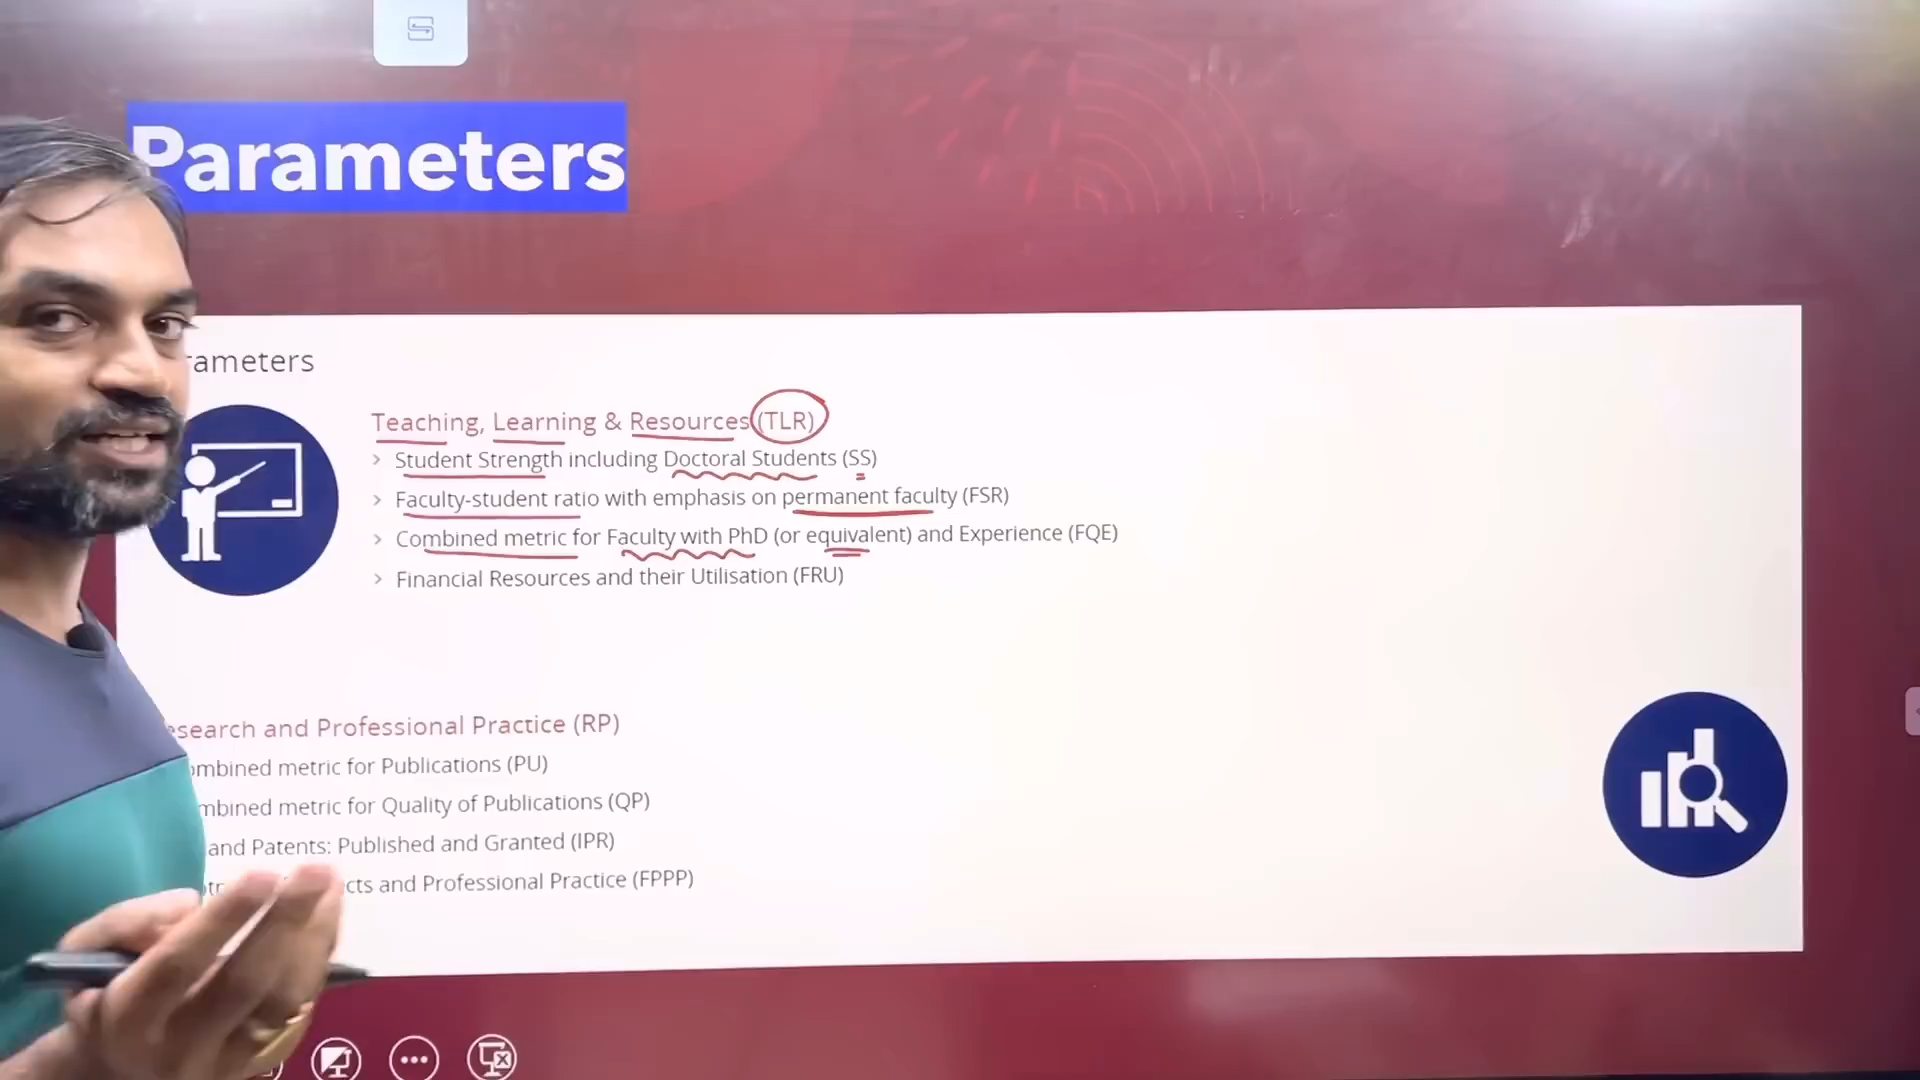 Parameters
rameters
Teaching, Learning & Resources (TLR)
Student Strength including Doctoral Students (SS)
Faculty-student ratio with emphasis on permanent faculty (FSR)
Combined metric for Faculty with PhD (or equivalent) and Experience (FQE)
Financial Resources and their Utilisation (FRU)
esearch and Professional Practice (RP)
ombined metric for Publications (PU)
mbined metric for Quality of Publications (QP)
and Patents: Published and Granted (IPR)
cts and Professional Practice (FPPP)